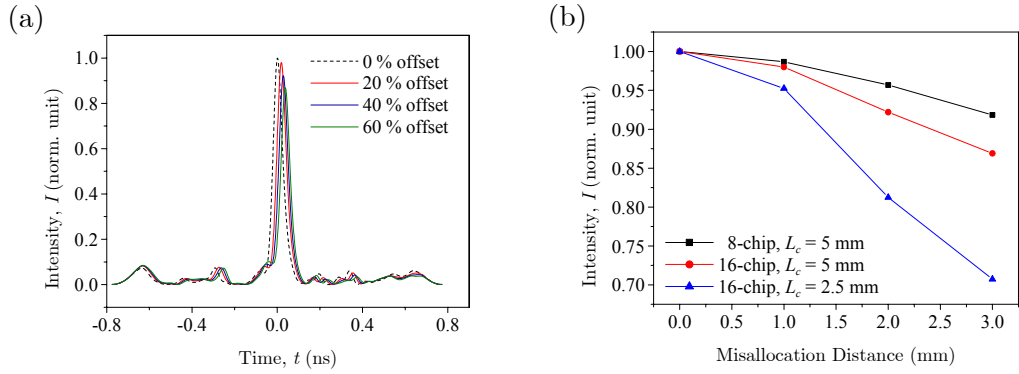 (a)
Intensity, I (norm. unit)
1.0
0.8
0.6
0.4
0.2
0.0
0 % offset
20 % offset
40 % offset
60 % offset
-0.8 -0.4 0.0 0.4 0.8
Time, t (ns)
(b)
Intensity, I (norm. unit)
1.00
0.95
0.90
0.85
0.80
0.75
0.70
8-chip, L_c = 5 mm
16-chip, L_c = 5 mm
16-chip, L_c = 2.5 mm
0.0 0.5 1.0 1.5 2.0 2.5 3.0
Misallocation Distance (mm)